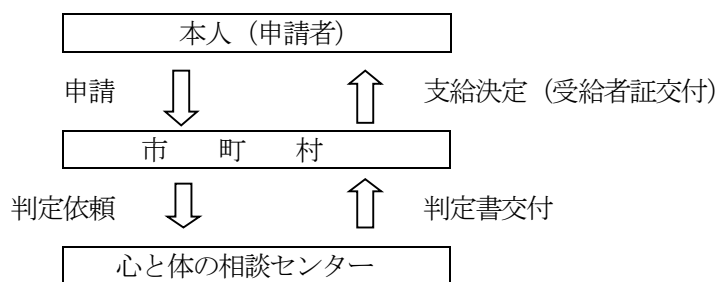 本人（申請者）
申請 支給決定（受給者証交付）
市 町 村
判定依頼 判定書交付
心と体の相談センター